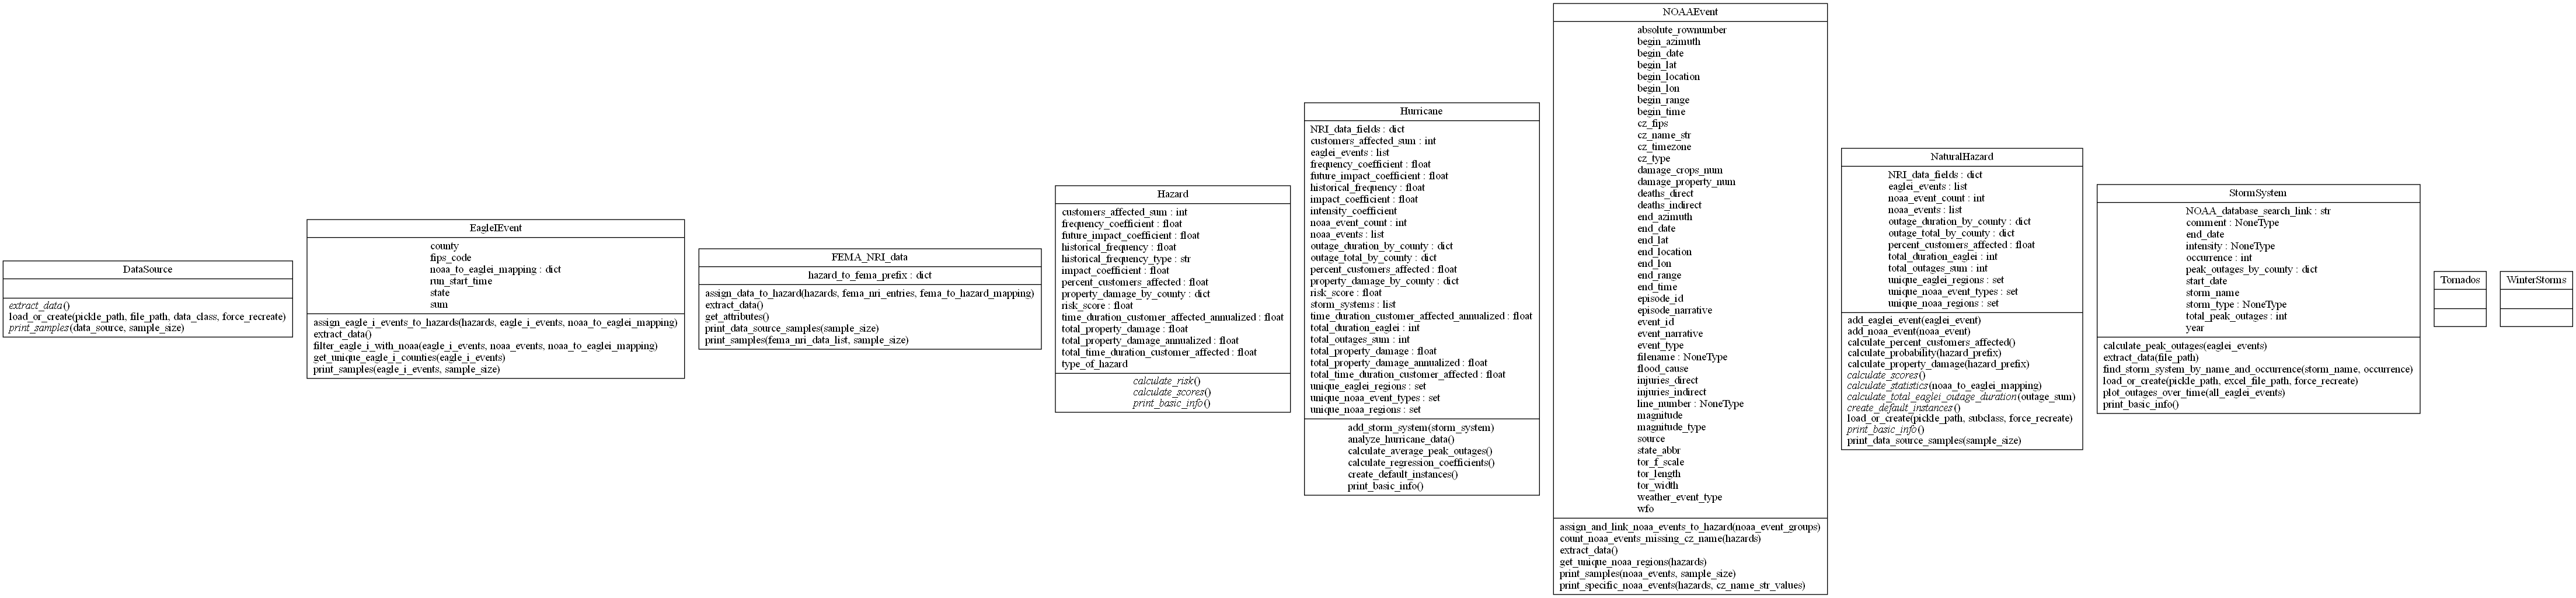 DataSource
extract_data()
load_or_create(pickle_path, file_path, data_class, force_recreate)
print_samples(data_source, sample_size)
EagleIEvent
county
fips_code
noaa_to_eaglei_mapping : dict
run_start_time
state
sum
assign_eagle_i_events_to_hazards(hazards, eagle_i_events, noaa_to_eaglei_mapping)
extract_data()
filter_eagle_i_with_noaa(eagle_i_events, noaa_events, noaa_to_eaglei_mapping)
get_unique_eagle_i_counties(eagle_i_events)
print_samples(eagle_i_events, sample_size)
FEMA_NRI_data
hazard_to_fema_prefix : dict
assign_data_to_hazard(hazards, fema_nri_entries, fema_to_hazard_mapping)
extract_data()
get_attributes()
print_data_source_samples(sample_size)
print_samples(fema_nri_data_list, sample_size)
Hazard
customers_affected_sum : int
frequency_coefficient : float
future_impact_coefficient : float
historical_frequency : float
historical_frequency_type : str
impact_coefficient : float
percent_customers_affected : float
property_damage_by_county : dict
risk_score : float
time_duration_customer_affected_annualized : float
total_property_damage : float
total_property_damage_annualized : float
total_time_duration_customer_affected : float
type_of_hazard
calculate_risk()
calculate_scores()
print_basic_info()
Hurricane
NRI_data_fields : dict
customers_affected_sum : int
eaglei_events : list
frequency_coefficient : float
future_impact_coefficient : float
historical_frequency : float
impact_coefficient : float
intensity_coefficient
noaa_event_count : int
noaa_events : list
outage_duration_by_county : dict
outage_total_by_county : dict
percent_customers_affected : float
property_damage_by_county : dict
risk_score : float
storm_systems : list
time_duration_customer_affected_annualized : float
total_duration_eaglei : int
total_outages_sum : int
total_property_damage : float
total_property_damage_annualized : float
total_time_duration_customer_affected : float
unique_eaglei_regions : set
unique_noaa_event_types : set
unique_noaa_regions : set
add_storm_system(storm_system)
analyze_hurricane_data()
calculate_average_peak_outages()
calculate_regression_coefficients()
create_default_instances()
print_basic_info()
NOAAEvent
absolute_rownumber
begin_azimuth
begin_date
begin_lat
begin_location
begin_lon
begin_range
begin_time
cz_fips
cz_name_str
cz_timezone
cz_type
damage_crops_num
damage_property_num
deaths_direct
deaths_indirect
end_azimuth
end_date
end_lat
end_location
end_lon
end_range
end_time
episode_id
episode_narrative
event_id
event_narrative
event_type
filename : NoneType
flood_cause
injuries_direct
injuries_indirect
line_number : NoneType
magnitude
magnitude_type
source
state_abbr
tor_f_scale
tor_length
tor_width
weather_event_type
wfo
assign_and_link_noaa_events_to_hazard(noaa_event_groups)
count_noaa_events_missing_cz_name(hazards)
extract_data()
get_unique_noaa_regions(hazards)
print_samples(noaa_events, sample_size)
print_specific_noaa_events(hazards, cz_name_str_values)
NaturalHazard
NRI_data_fields : dict
eaglei_events : list
noaa_event_count : int
noaa_events : list
outage_duration_by_county : dict
outage_total_by_county : dict
percent_customers_affected : float
total_duration_eaglei : int
total_outages_sum : int
unique_eaglei_regions : set
unique_noaa_event_types : set
unique_noaa_regions : set
add_eaglei_event(eaglei_event)
add_noaa_event(noaa_event)
calculate_percent_customers_affected()
calculate_probability(hazard_prefix)
calculate_property_damage(hazard_prefix)
calculate_scores()
calculate_statistics(noaa_to_eaglei_mapping)
calculate_total_eaglei_outage_duration(outage_sum)
create_default_instances()
load_or_create(pickle_path, subclass, force_recreate)
print_basic_info()
print_data_source_samples(sample_size)
StormSystem
NOAA_database_search_link : str
comment : NoneType
end_date
intensity : NoneType
occurrence : int
peak_outages_by_county : dict
start_date
storm_name
storm_type : NoneType
total_peak_outages : int
year
calculate_peak_outages(eaglei_events)
extract_data(file_path)
find_storm_system_by_name_and_occurrence(storm_name, occurrence)
load_or_create(pickle_path, excel_file_path, force_recreate)
plot_outages_over_time(all_eaglei_events)
print_basic_info()
Tornados
WinterStorms